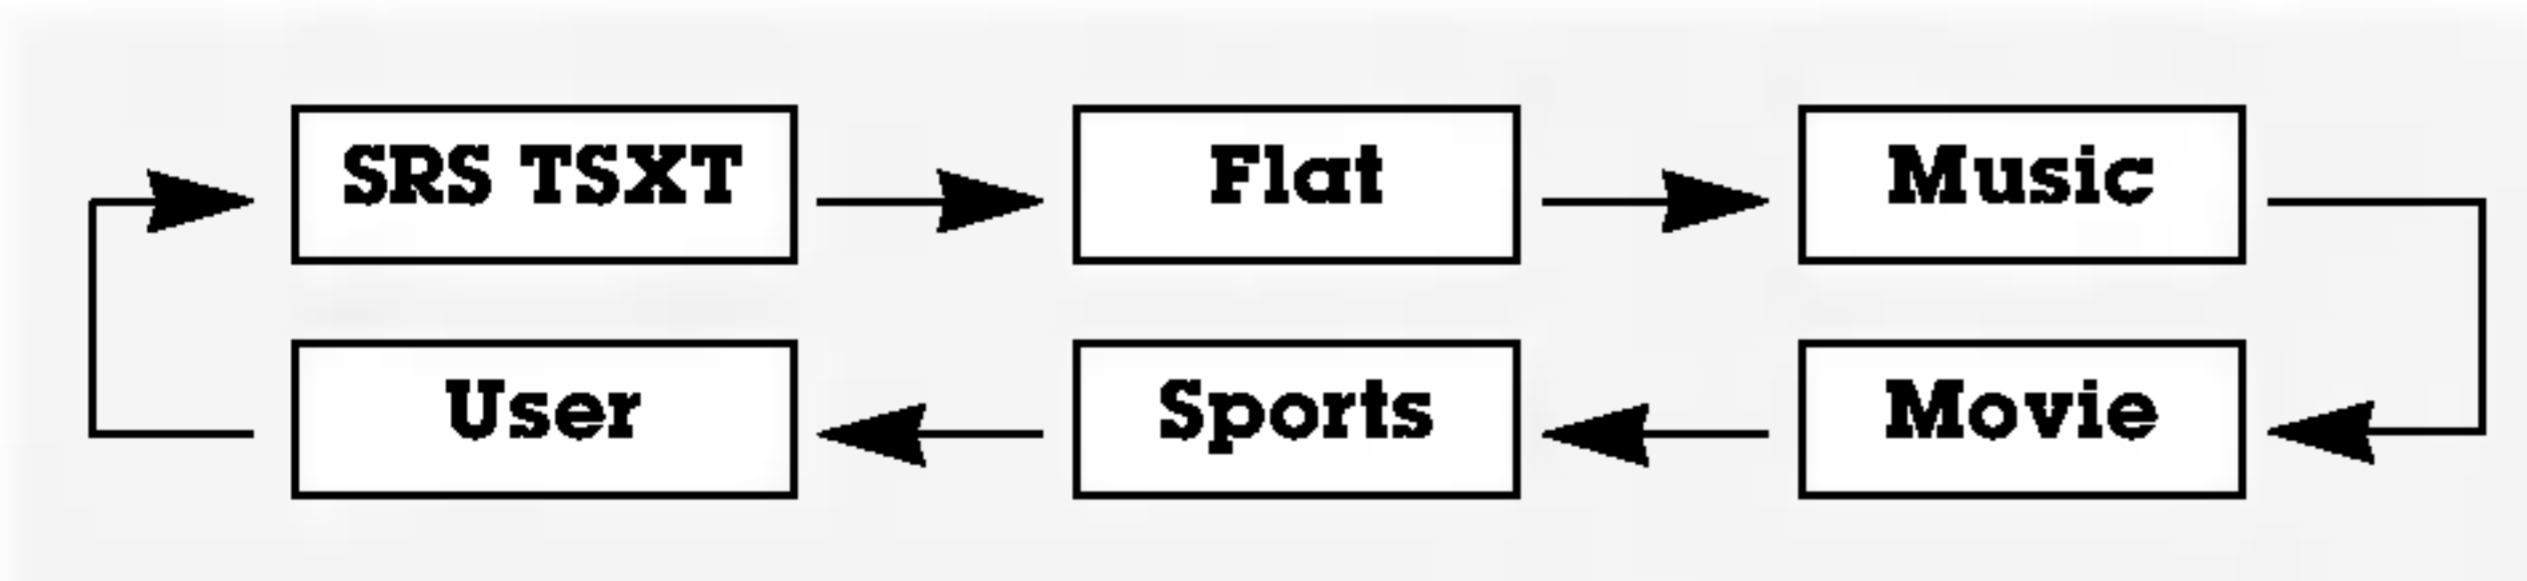 SRS TSXT
Flat
Music
User
Sports
Movie